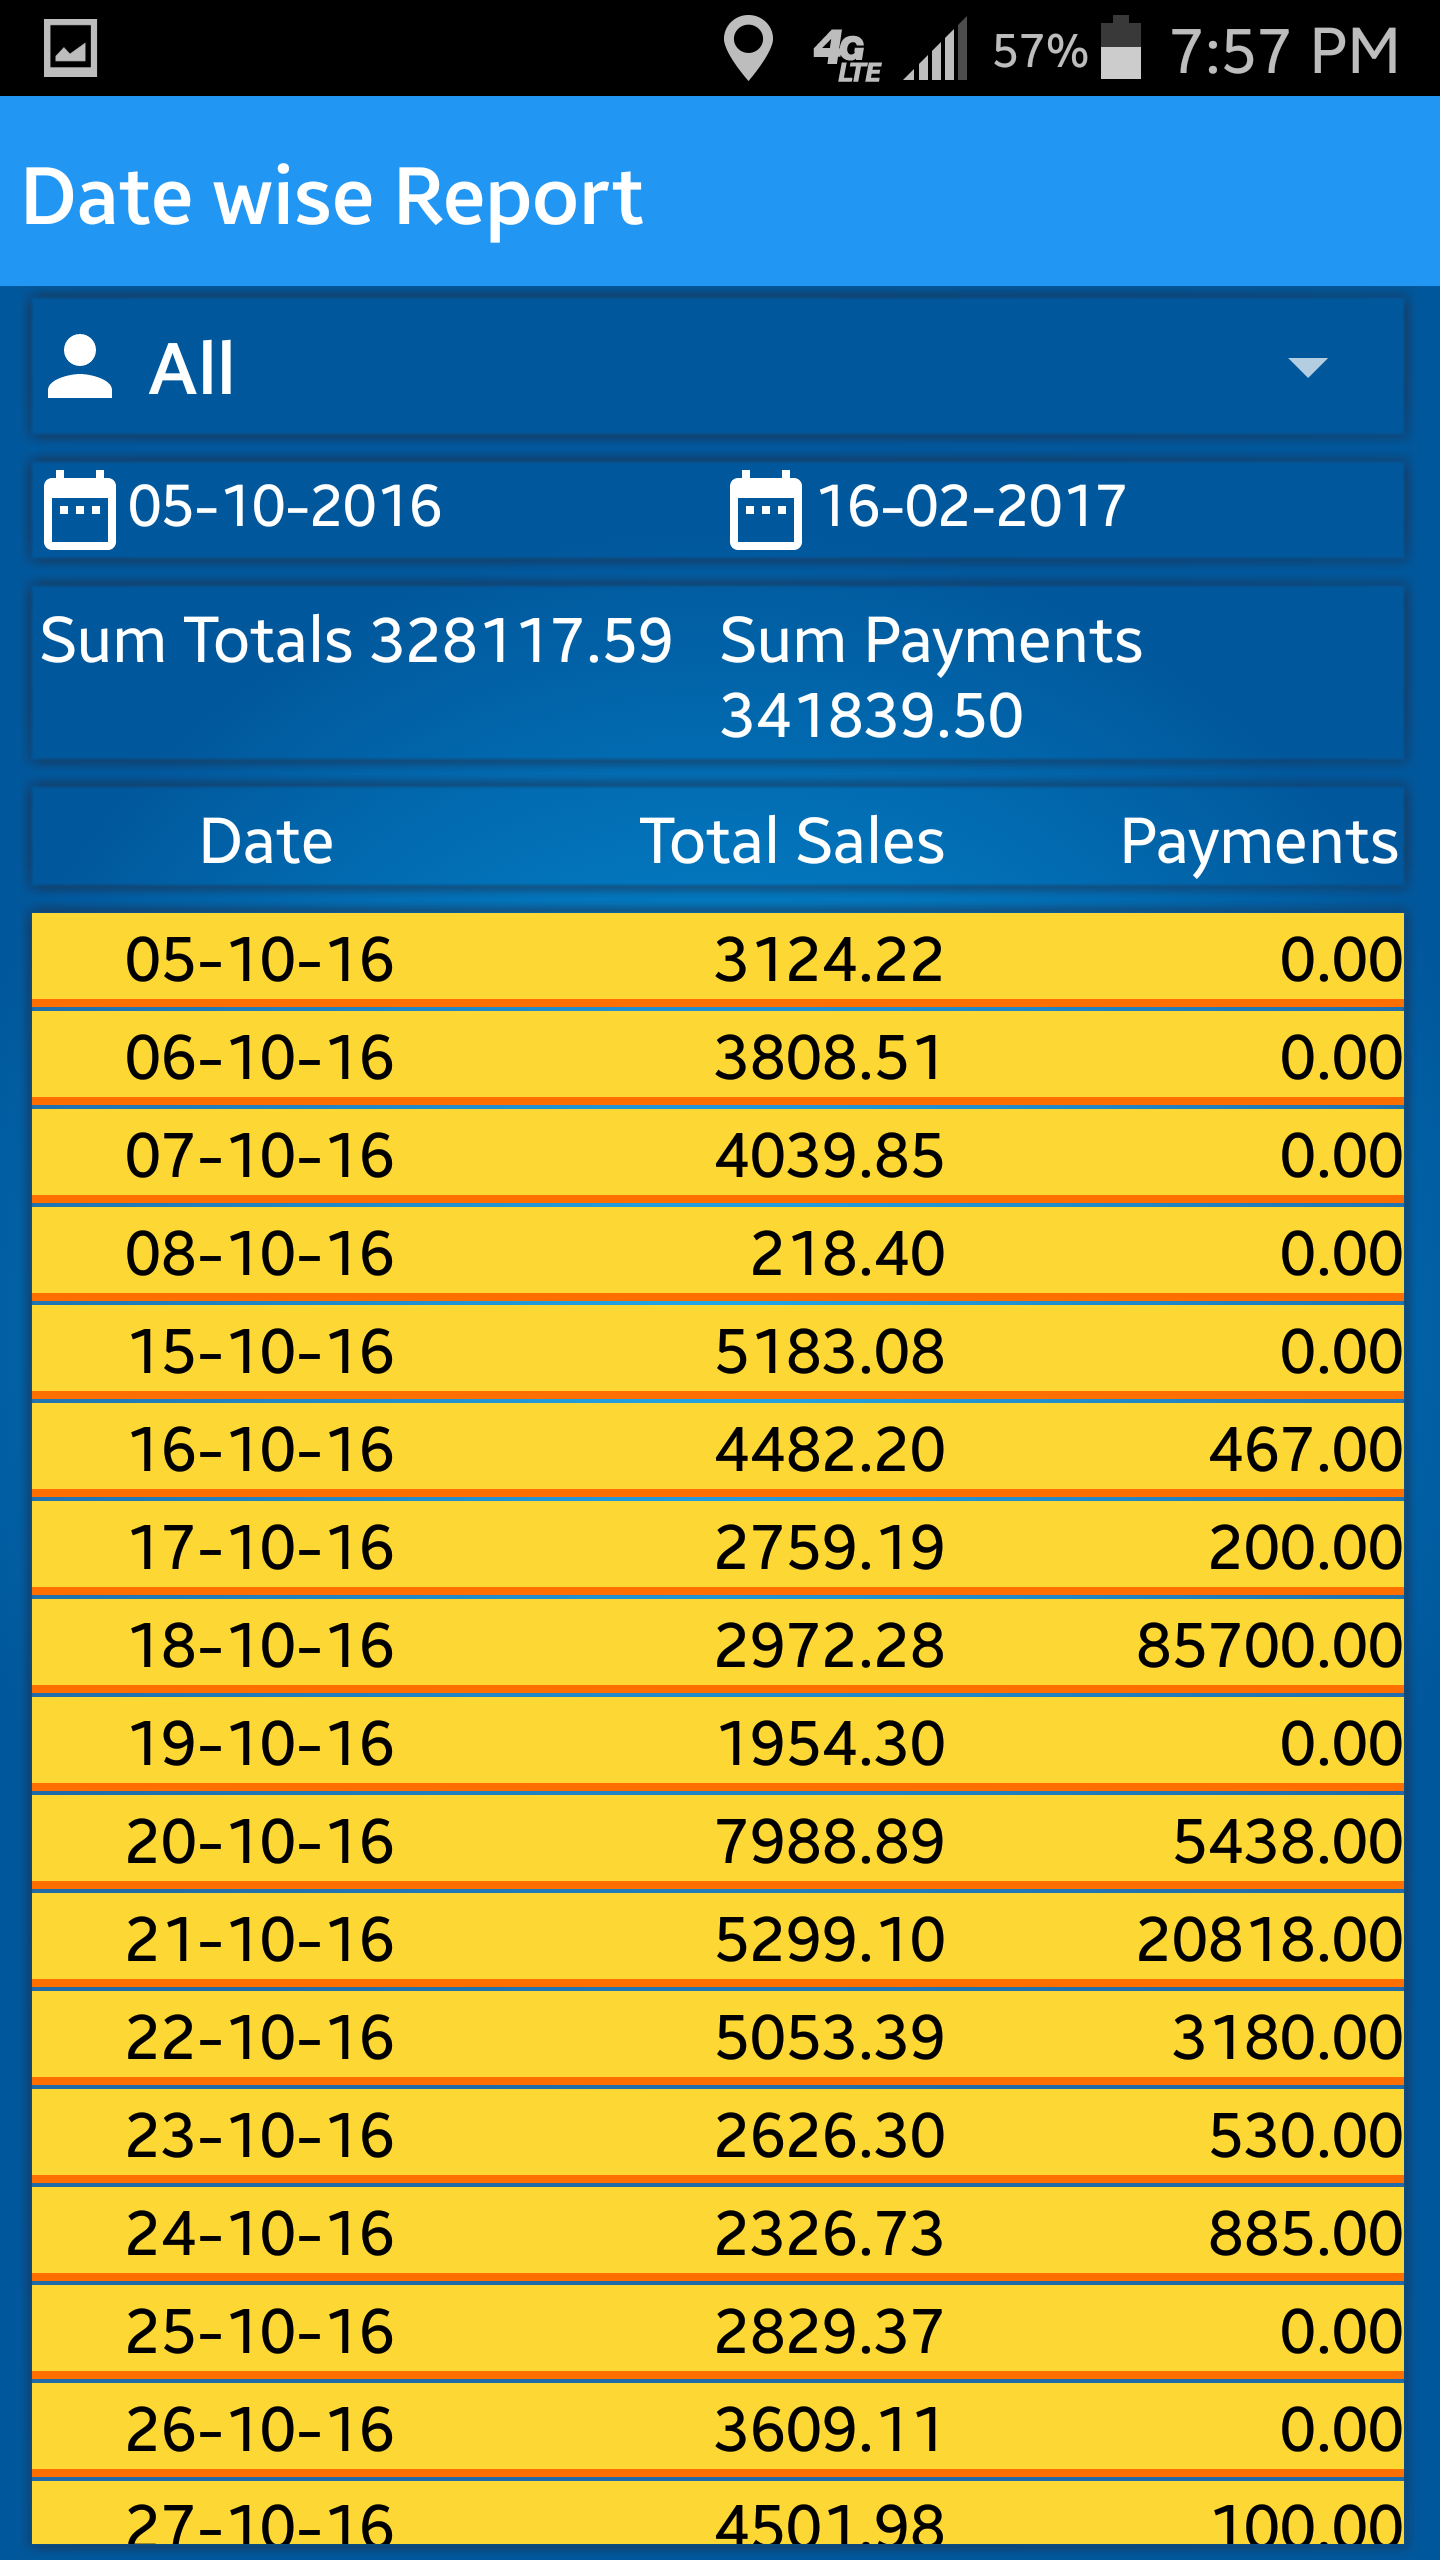 4G LTE 57% 7:57 PM
Date wise Report
All
05-10-2016 16-02-2017
Sum Totals 328117.59 Sum Payments
341839.50
Date Total Sales Payments
05-10-16 3124.22 0.00
06-10-16 3808.51 0.00
07-10-16 4039.85 0.00
08-10-16 218.40 0.00
15-10-16 5183.08 0.00
16-10-16 4482.20 467.00
17-10-16 2759.19 200.00
18-10-16 2972.28 85700.00
19-10-16 1954.30 0.00
20-10-16 7988.89 5438.00
21-10-16 5299.10 20818.00
22-10-16 5053.39 3180.00
23-10-16 2626.30 530.00
24-10-16 2326.73 885.00
25-10-16 2829.37 0.00
26-10-16 3609.11 0.00
27-10-16 4501.98 100.00